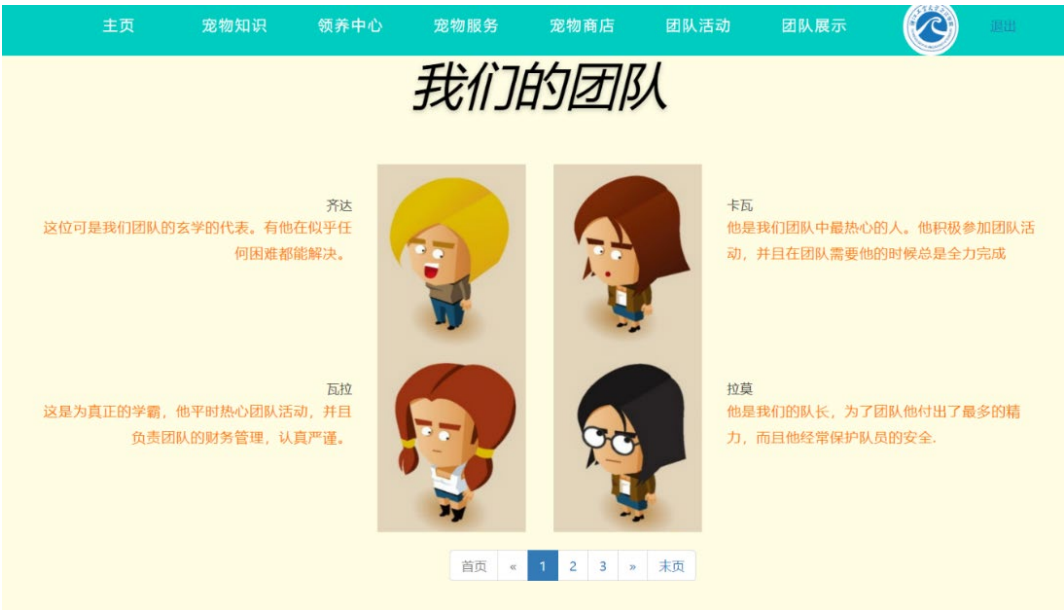 主页 宠物知识 领养中心 宠物服务 宠物商店 团队活动 团队展示 退出
我们的团队
齐达
这位可是我们团队的玄学的代表。有他在似乎任
何困难都能解决。
卡瓦
他是我们团队中最热心的人。他积极参加团队活
动，并且在团队需要他的时候总是全力完成
瓦拉
这是为真正的学霸，他平时热心团队活动，并且
负责团队的财务管理，认真严谨。
拉莫
他是我们的队长，为了团队他付出了最多的精
力，而且他经常保护队员的安全.
首页 « 1 2 3 » 末页